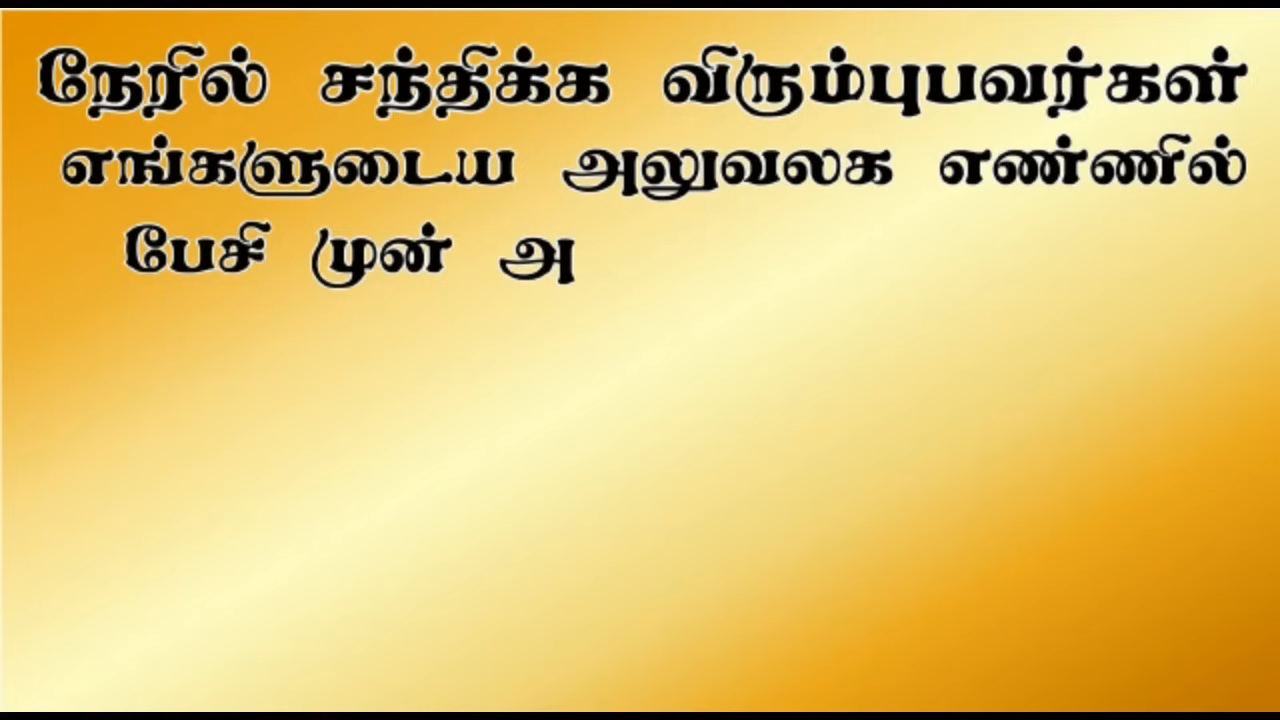 நேரில் சந்திக்க விரும்புபவர்கள்
எங்களுடைய அலுவலக எண்ணில்
பேசி முன் அ